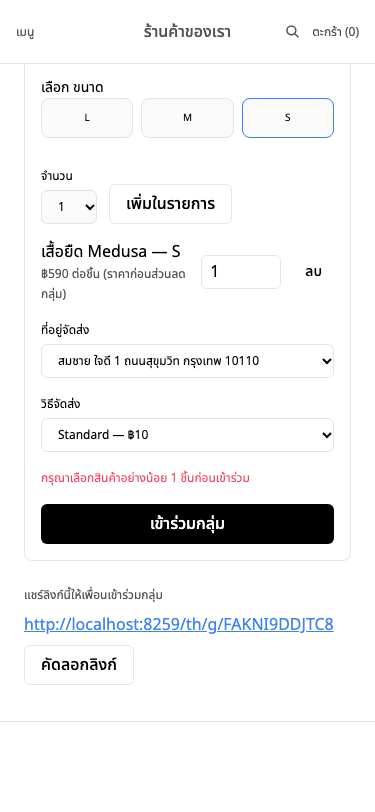 เมนู
ร้านค้าของเรา
ตะกร้า (0)
เลือก ขนาด
L
M
S
จำนวน
1
เพิ่มในรายการ
เสื้อยืด Medusa — S
฿590 ต่อชิ้น (ราคาก่อนส่วนลด
กลุ่ม)
1
ลบ
ที่อยู่จัดส่ง
สมชาย ใจดี 1 ถนนสุขุมวิท กรุงเทพ 10110
วิธีจัดส่ง
Standard — ฿10
กรุณาเลือกสินค้าอย่างน้อย 1 ชิ้นก่อนเข้าร่วม
เข้าร่วมกลุ่ม
แชร์ลิงก์นี้ให้เพื่อนเข้าร่วมกลุ่ม
http://localhost:8259/th/g/FAKNI9DDJTC8
คัดลอกลิงก์